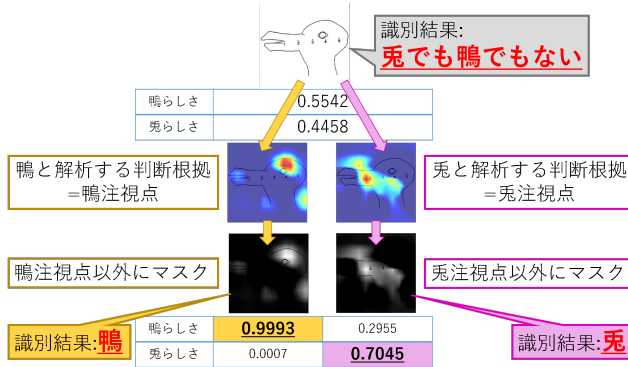 識別結果:
兎でも鴨でもない
鴨らしさ 0.5542
兎らしさ 0.4458
鴨と解析する判断根拠
=鴨注視点
兎と解析する判断根拠
=兎注視点
鴨注視点以外にマスク
兎注視点以外にマスク
鴨らしさ 0.9993 0.2955
兎らしさ 0.0007 0.7045
識別結果:鴨
識別結果:兎